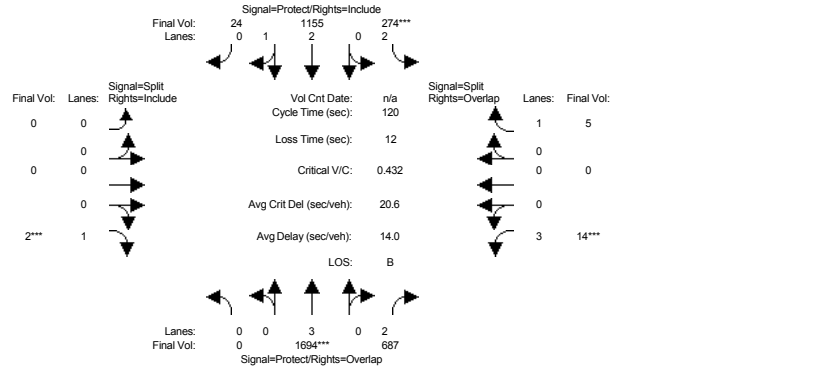 Signal=Protect/Rights=Include
Final Vol: 24 1155 274***
Lanes: 0 1 2 0 2
Signal=Split Signal=Split
Final Vol: Lanes: Rights=Include Vol Cnt Date: n/a Rights=Overlap Lanes: Final Vol:
Cycle Time (sec): 120
0 0 1 5
Loss Time (sec): 12
0 0
0 0 Critical V/C: 0.432 0 0
0 Avg Crit Del (sec/veh): 20.6 0
2*** 1 Avg Delay (sec/veh): 14.0 3 14***
LOS: B
Lanes: 0 0 3 0 2
Final Vol: 0 1694*** 687
Signal=Protect/Rights=Overlap